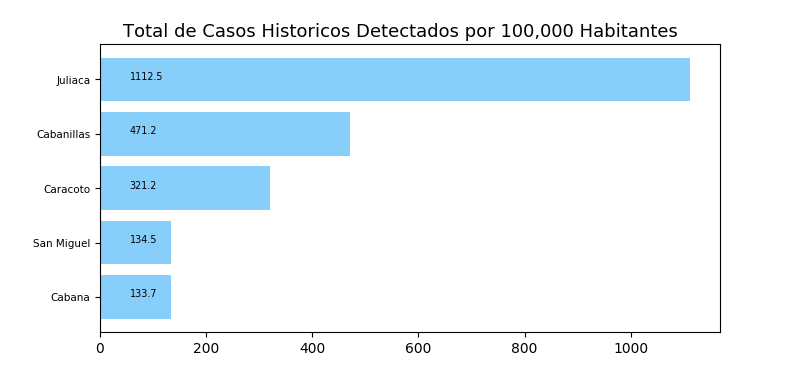 Total de Casos Historicos Detectados por 100,000 Habitantes
Juliaca 1112.5
Cabanillas 471.2
Caracoto 321.2
San Miguel 134.5
Cabana 133.7
0 200 400 600 800 1000